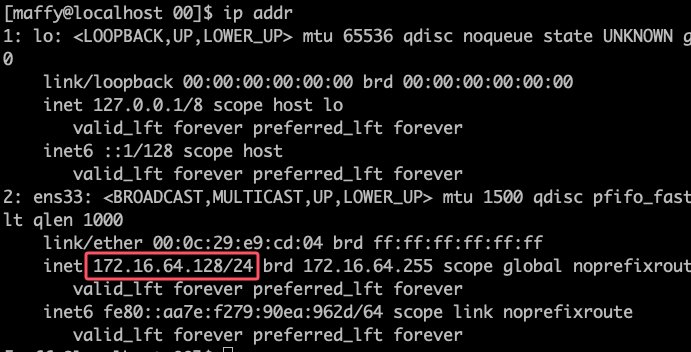 [maffy@localhost 00]$ ip addr
1: lo: <LOOPBACK,UP,LOWER_UP> mtu 65536 qdisc noqueue state UNKNOWN g
0
link/loopback 00:00:00:00:00:00 brd 00:00:00:00:00:00
inet 127.0.0.1/8 scope host lo
valid_lft forever preferred_lft forever
inet6 ::1/128 scope host
valid_lft forever preferred_lft forever
2: ens33: <BROADCAST,MULTICAST,UP,LOWER_UP> mtu 1500 qdisc pfifo_fast
lt qlen 1000
link/ether 00:0c:29:e9:cd:04 brd ff:ff:ff:ff:ff:ff
inet 172.16.64.128/24 brd 172.16.64.255 scope global noprefixrout
valid_lft forever preferred_lft forever
inet6 fe80::aa7e:f279:90ea:962d/64 scope link noprefixroute
valid_lft forever preferred_lft forever